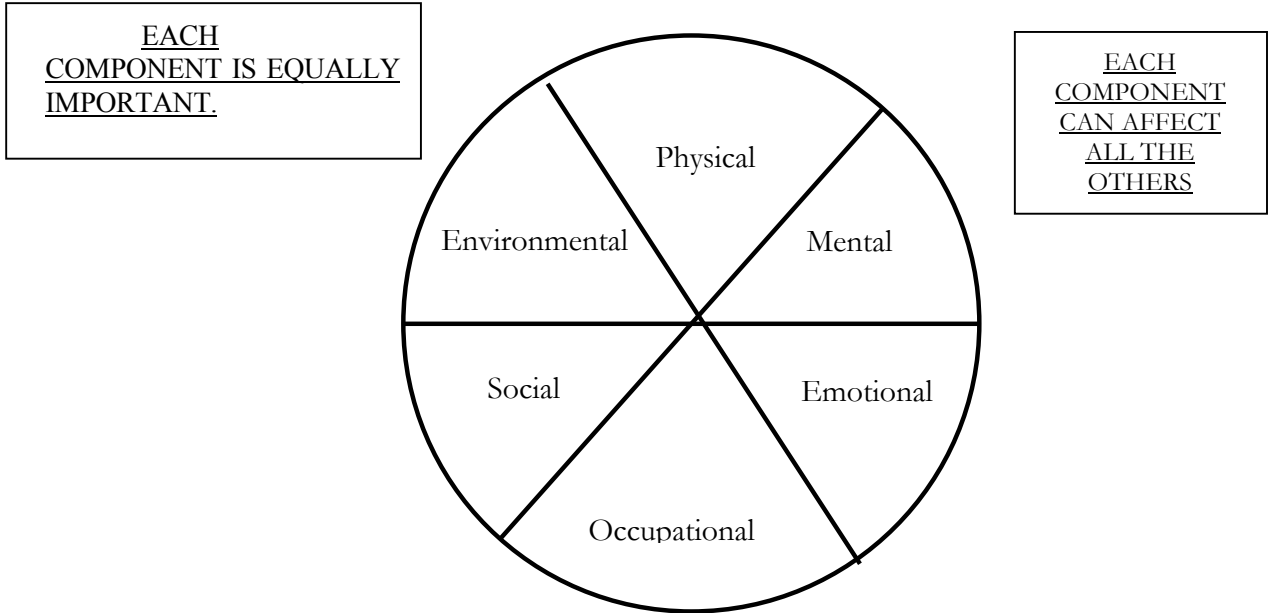 EACH
COMPONENT IS EQUALLY
IMPORTANT.
EACH
COMPONENT
CAN AFFECT
ALL THE
OTHERS
Physical
Environmental
Mental
Social
Emotional
Occupational